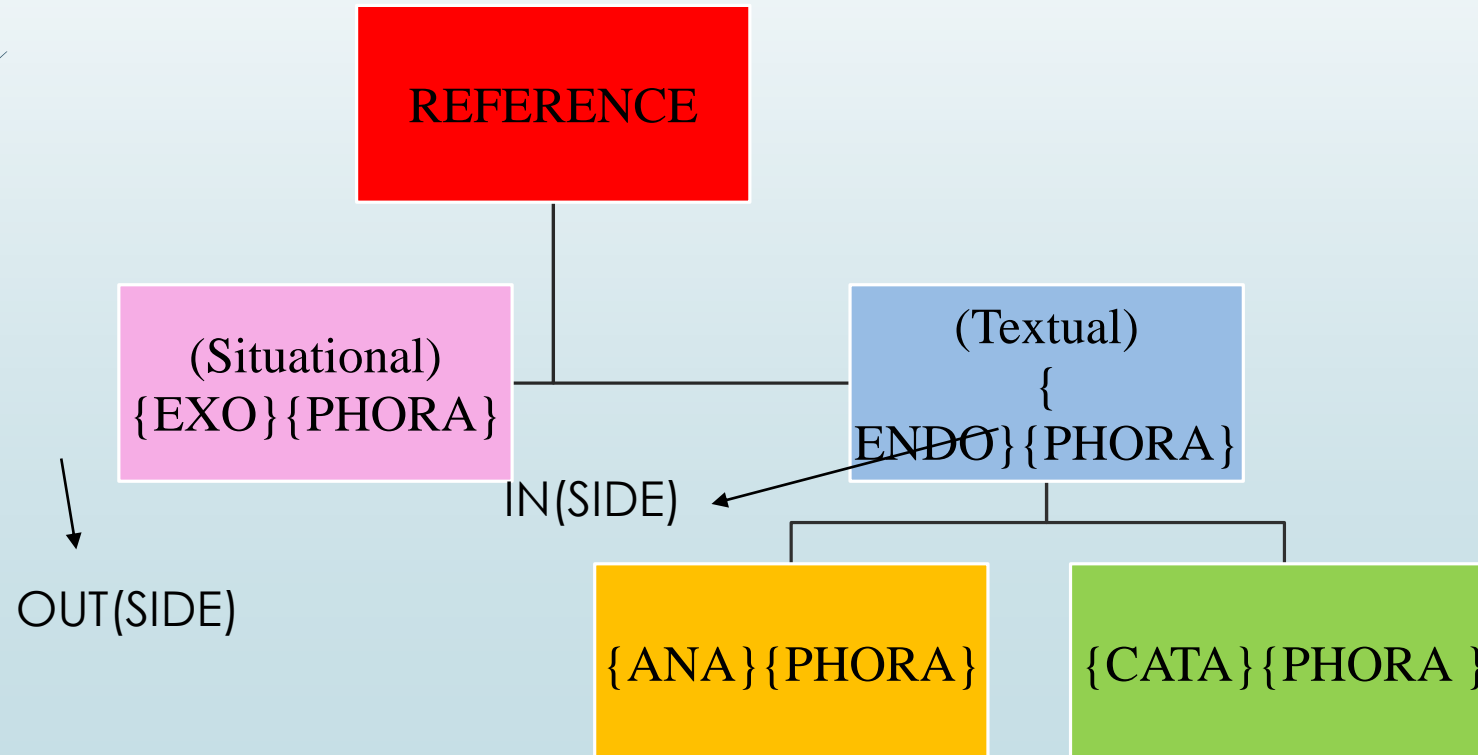 REFERENCE
(Situational)
{EXO}{PHORA}
(Textual)
{
ENDO}{PHORA}
IN(SIDE)
OUT(SIDE)
{ANA}{PHORA}
{CATA}{PHORA }